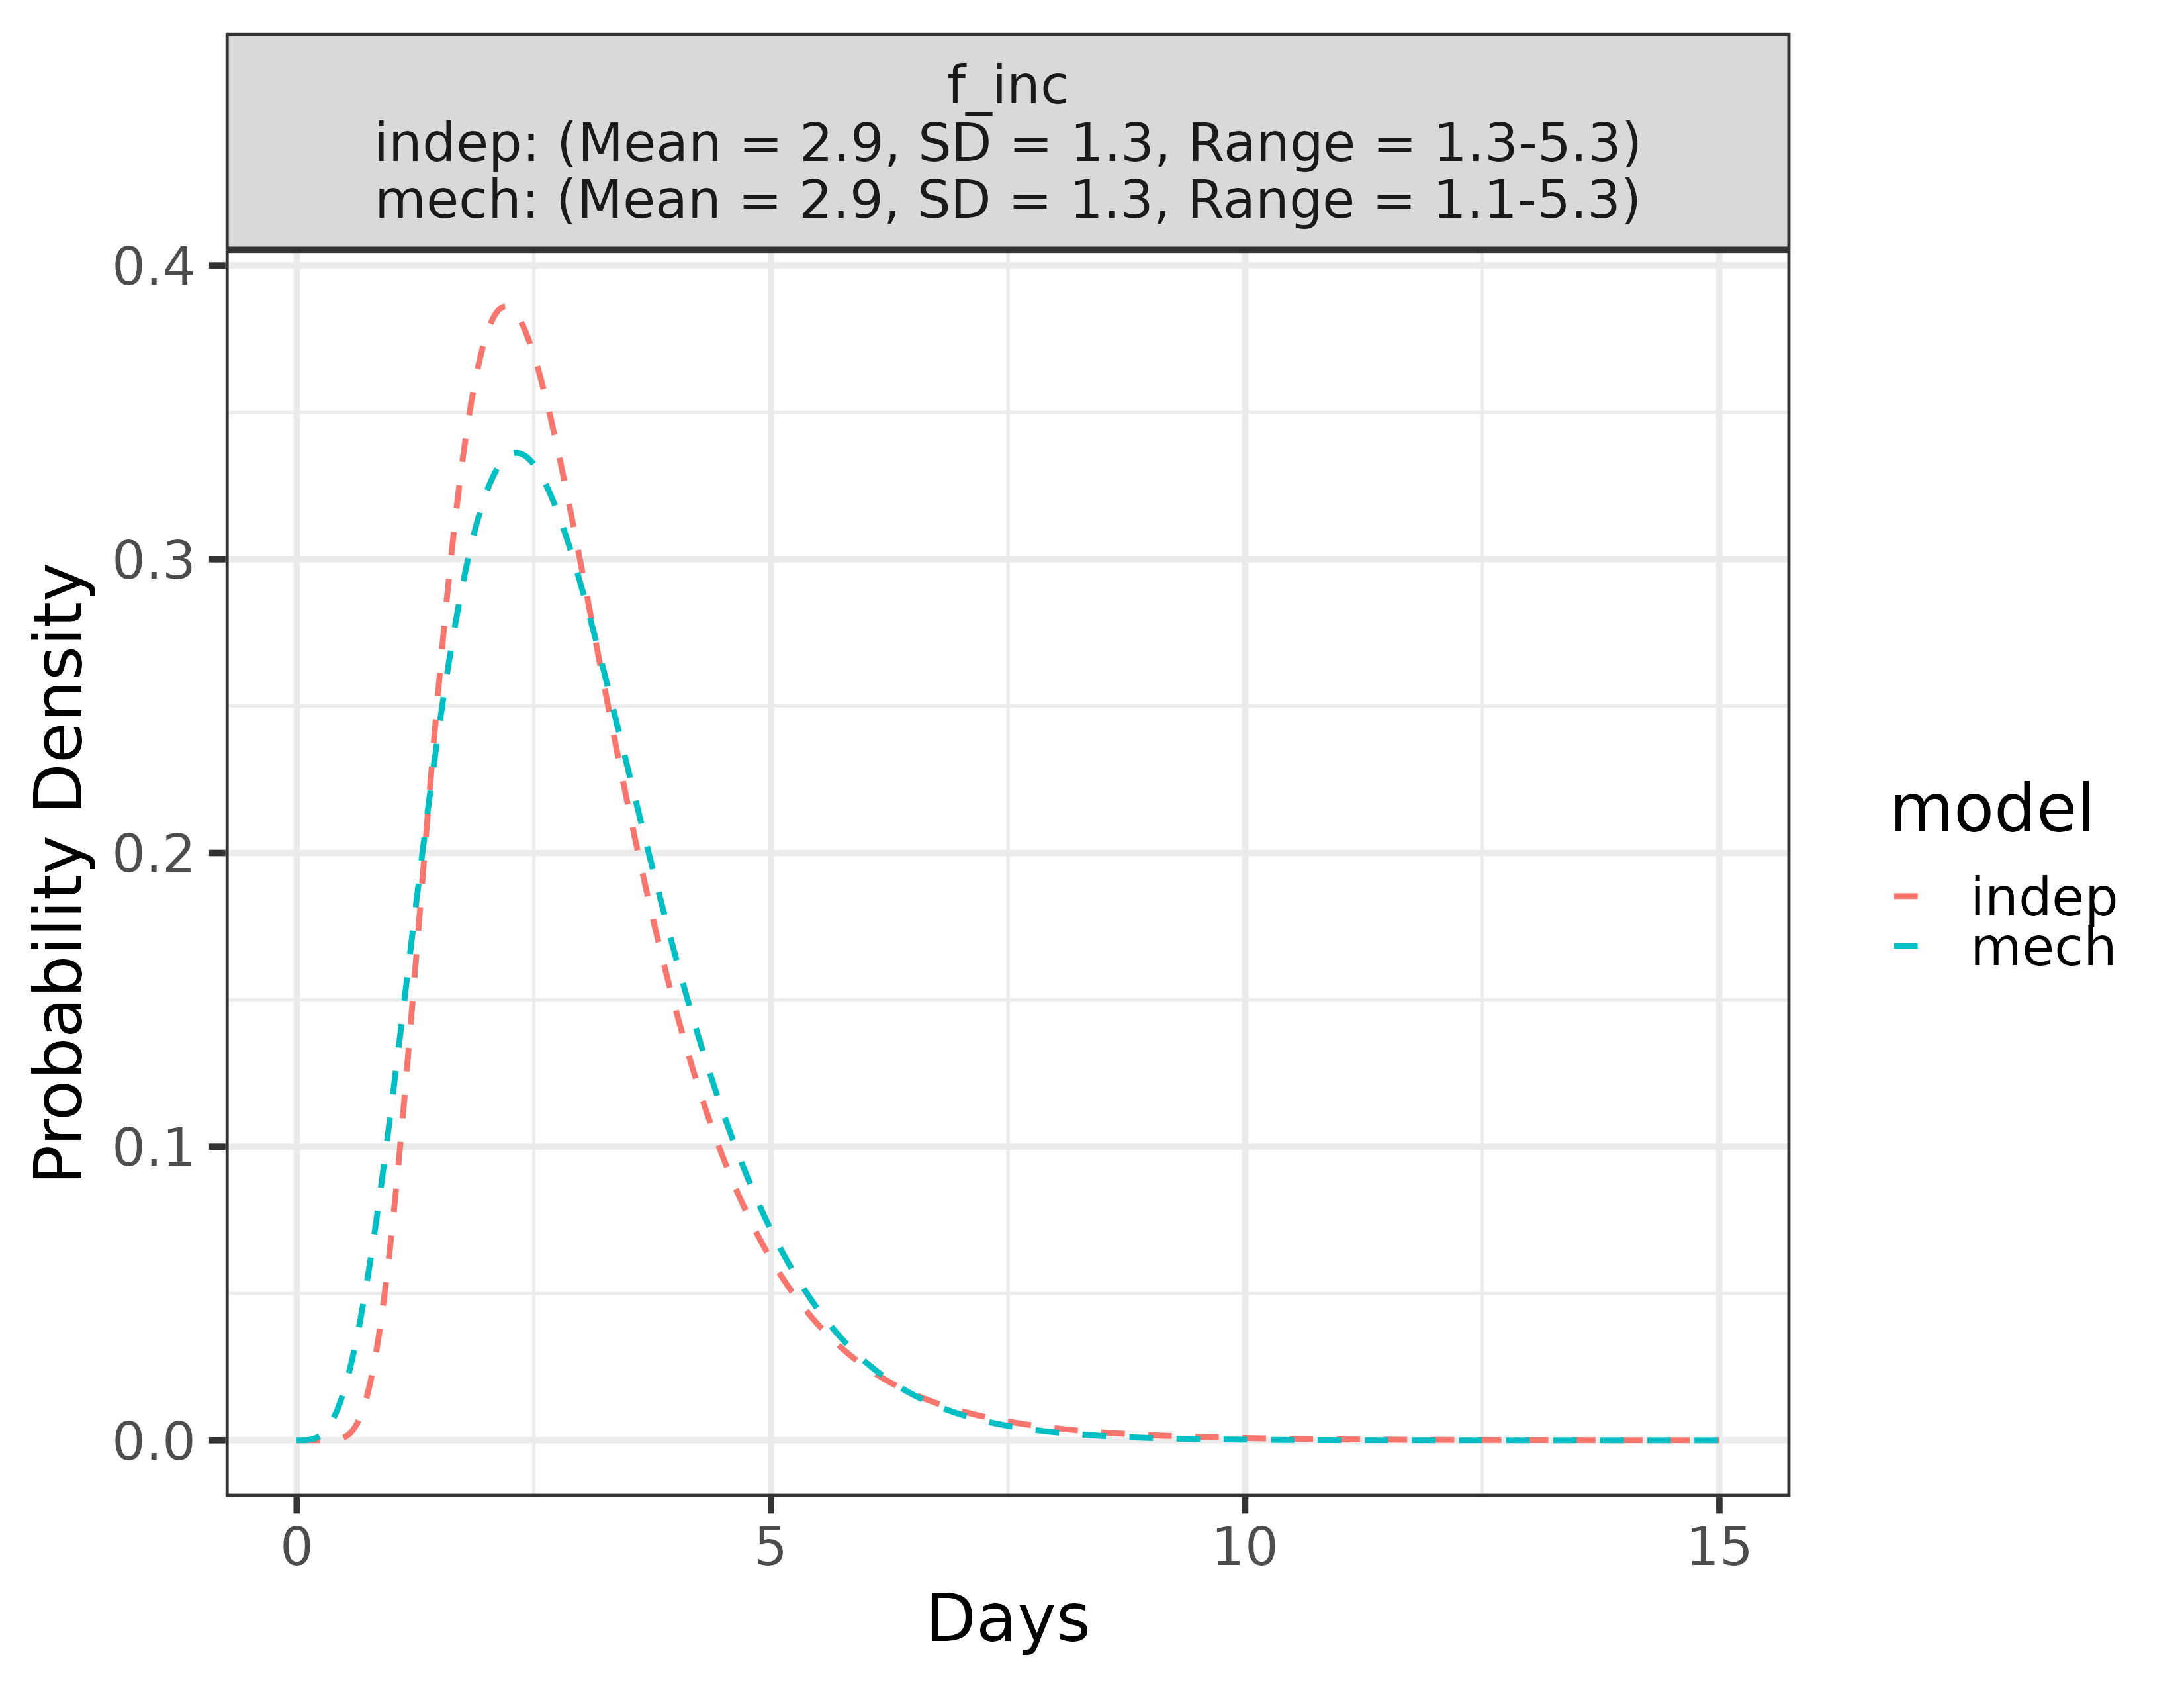 f_inc
indep: (Mean = 2.9, SD = 1.3, Range = 1.3-5.3)
mech: (Mean = 2.9, SD = 1.3, Range = 1.1-5.3)
0.4
0.3
0.2
0.1
0.0
Probability Density
0
5
10
15
Days
model
indep
mech